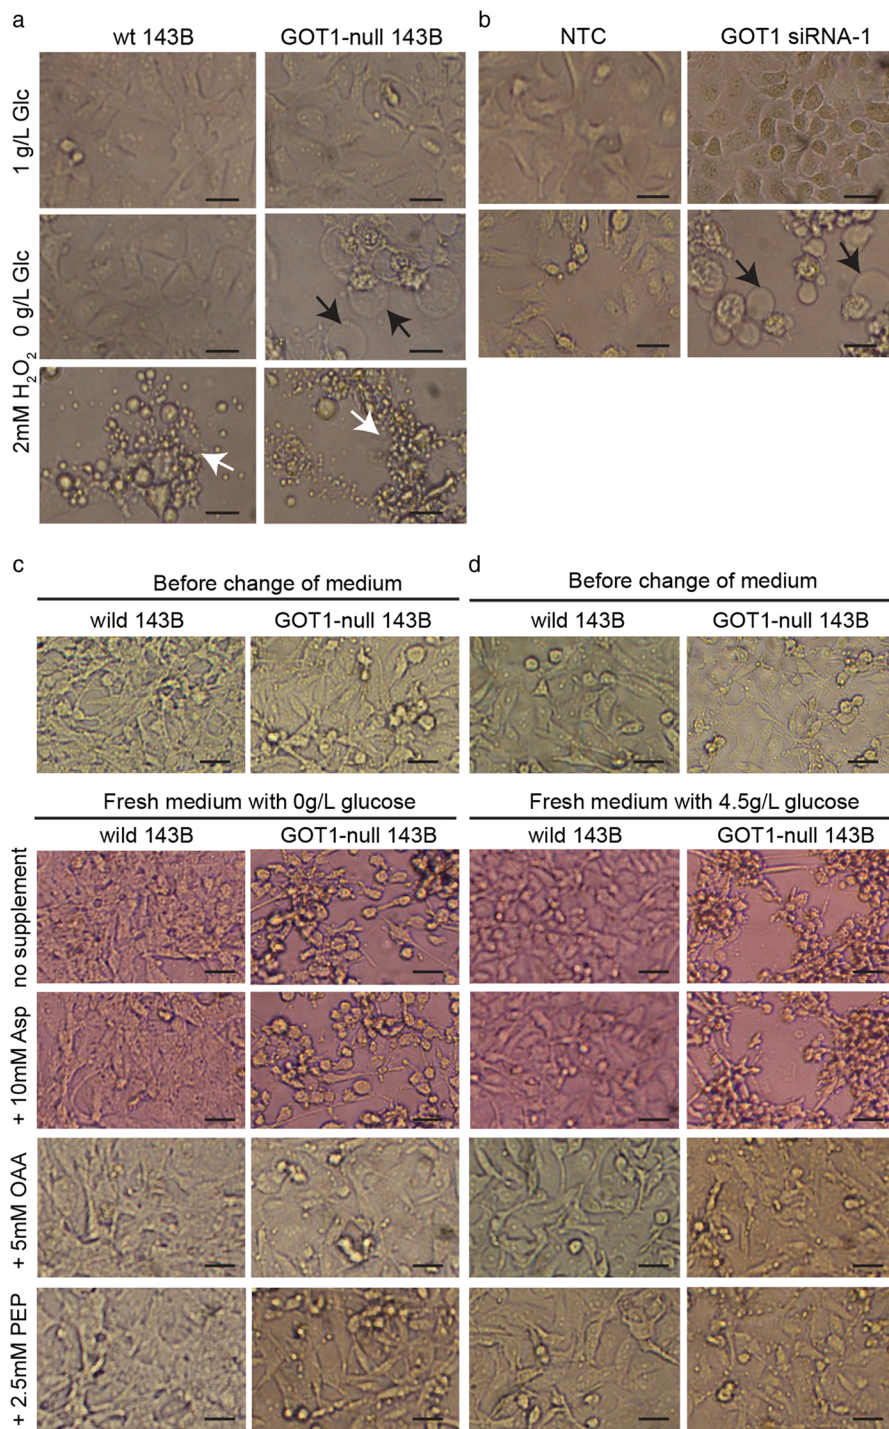 a
wt 143B
GOT1-null 143B
1 g/L Glc
0 g/L Glc
2mM H₂O₂
b
NTC
GOT1 siRNA-1
c
Before change of medium
wild 143B
GOT1-null 143B
Fresh medium with 0g/L glucose
wild 143B
GOT1-null 143B
no supplement
+ 10mM Asp
+ 5mM OAA
+ 2.5mM PEP
d
Before change of medium
wild 143B
GOT1-null 143B
Fresh medium with 4.5g/L glucose
wild 143B
GOT1-null 143B